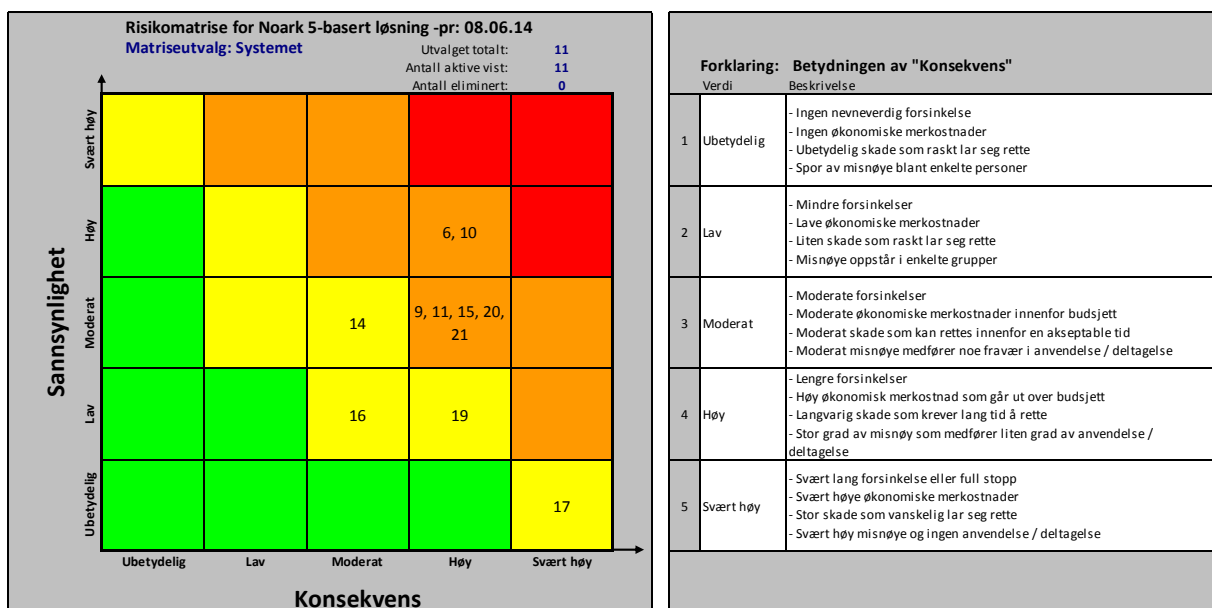 Risikomatrise for Noark 5-basert løsning -pr: 08.06.14
Matriseutvalg: Systemet
Utvalget totalt: 11
Antall aktive vist: 11
Antall eliminert: 0
Sannsynlighet
Svært høy
Høy
6, 10
Moderat
14
9, 11, 15, 20,
21
Lav
16
19
Ubetydelig
17
Ubetydelig Lav Moderat Høy Svært høy
Konsekvens
Forklaring: Betydningen av "Konsekvens"
Verdi Beskrivelse
1 Ubetydelig
- Ingen nevneverdig forsinkelse
- Ingen økonomiske merkostnader
- Ubetydelig skade som raskt lar seg rette
- Spor av misnøye blant enkelte personer
2 Lav
- Mindre forsinkelser
- Lave økonomiske merkostnader
- Liten skade som raskt lar seg rette
- Misnøye oppstår i enkelte grupper
3 Moderat
- Moderate forsinkelser
- Moderate økonomiske merkostnader innenfor budsjett
- Moderat skade som kan rettes innenfor en akseptable tid
- Moderat misnøye medfører noe fravær i anvendelse / deltagelse
4 Høy
- Lengre forsinkelser
- Høy økonomisk merkostnad som går ut over budsjett
- Langvarig skade som krever lang tid å rette
- Stor grad av misnøy som medfører liten grad av anvendelse /
deltagelse
5 Svært høy
- Svært lang forsinkelse eller full stopp
- Svært høye økonomiske merkostnader
- Stor skade som vanskelig lar seg rette
- Svært høy misnøye og ingen anvendelse / deltagelse